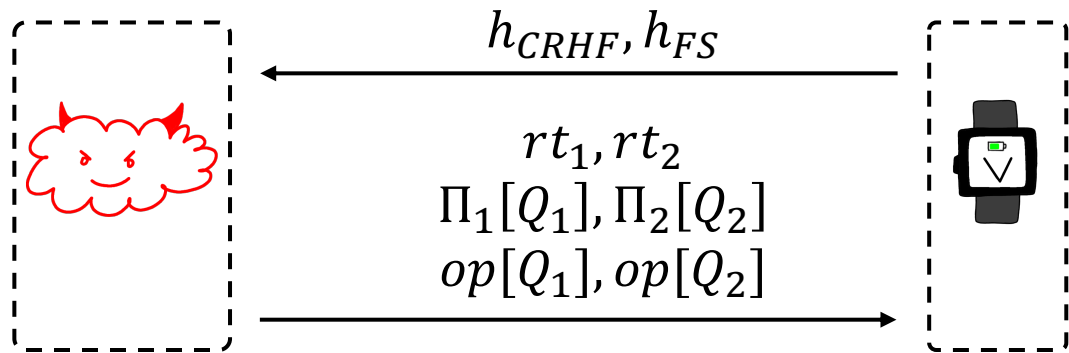 h_{CRHF}, h_{FS}
rt_1, rt_2
Π_1[Q_1], Π_2[Q_2]
op[Q_1], op[Q_2]
V